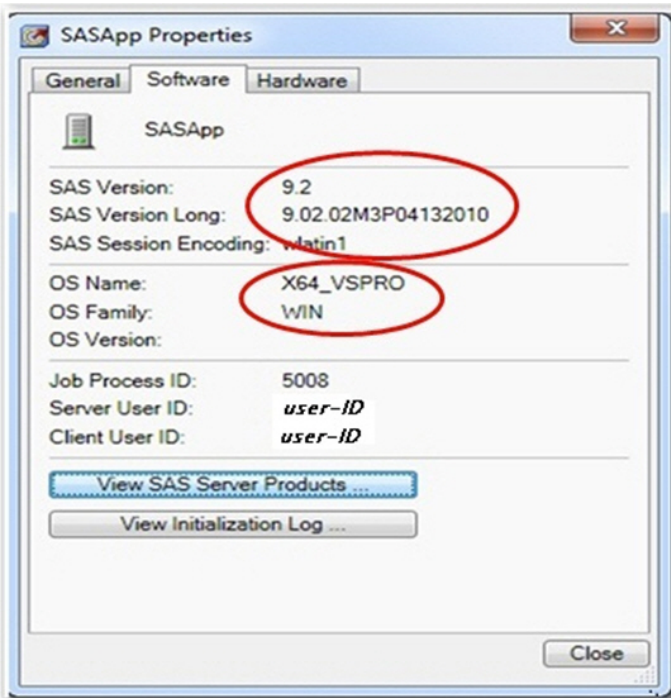 SASApp Properties
General Software Hardware
SASApp
SAS Version: 9.2
SAS Version Long: 9.02.02M3P04132010
SAS Session Encoding: wlatin1
OS Name: X64_VSPRO
OS Family: WIN
OS Version:
Job Process ID: 5008
Server User ID: user-ID
Client User ID: user-ID
View SAS Server Products ...
View Initialization Log ...
Close